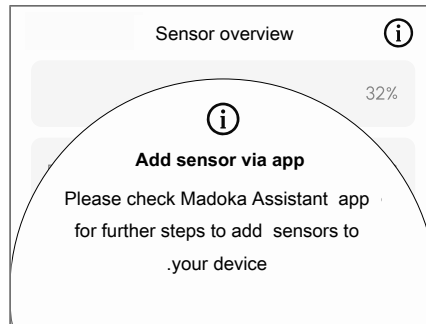 Sensor overview
32%
Add sensor via app
Please check Madoka Assistant app
for further steps to add sensors to
.your device